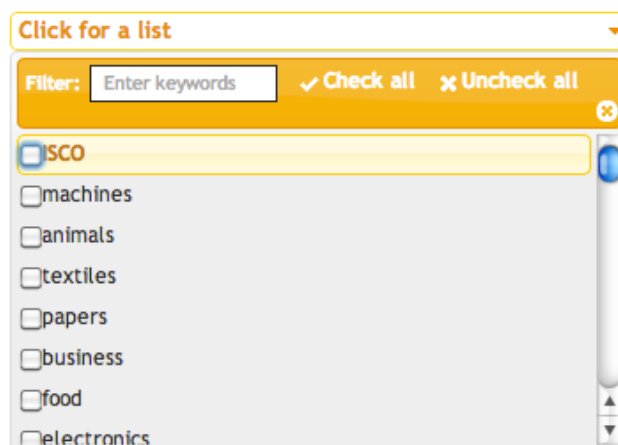 Click for a list
Filter: Enter keywords Check all Uncheck all
ISCO
machines
animals
textiles
papers
business
food
electronics